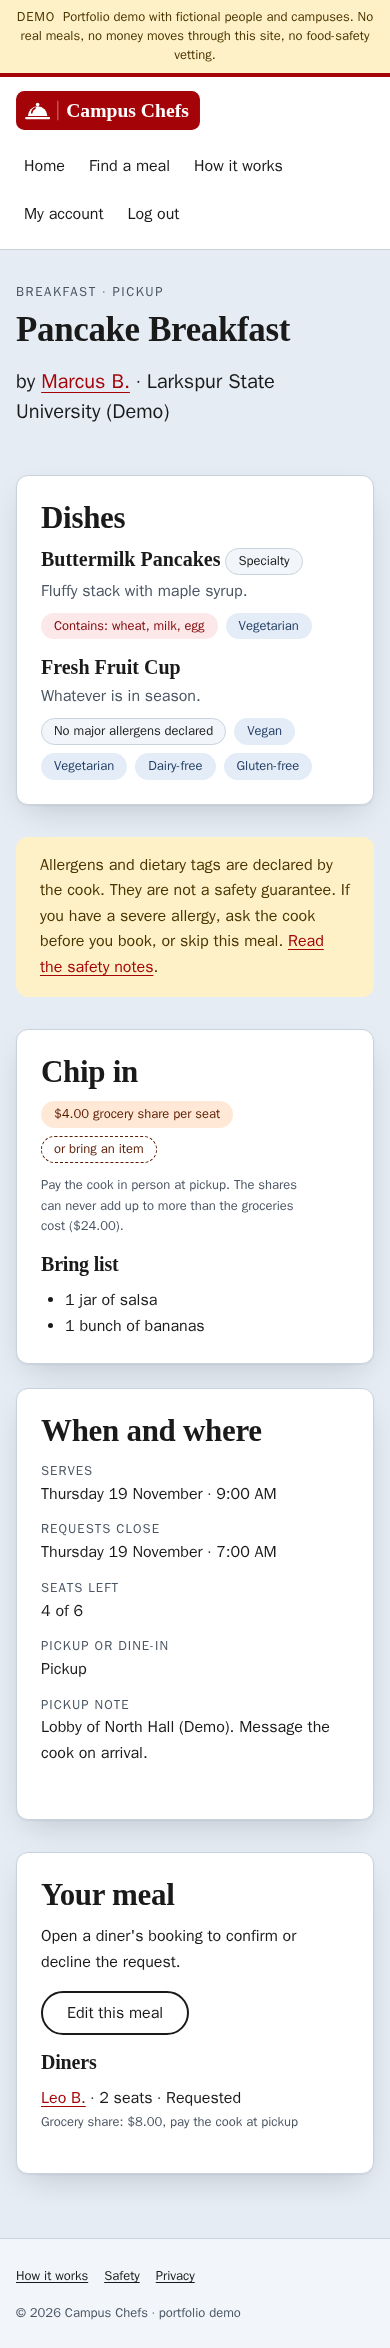 DEMO Portfolio demo with fictional people and campuses. No
real meals, no money moves through this site, no food-safety
vetting.
Campus Chefs
Home Find a meal How it works
My account Log out
BREAKFAST · PICKUP
Pancake Breakfast
by Marcus B. · Larkspur State
University (Demo)
Dishes
Buttermilk Pancakes Specialty
Fluffy stack with maple syrup.
Contains: wheat, milk, egg Vegetarian
Fresh Fruit Cup
Whatever is in season.
No major allergens declared Vegan
Vegetarian Dairy-free Gluten-free
Allergens and dietary tags are declared by
the cook. They are not a safety guarantee. If
you have a severe allergy, ask the cook
before you book, or skip this meal. Read
the safety notes.
Chip in
$4.00 grocery share per seat
or bring an item
Pay the cook in person at pickup. The shares
can never add up to more than the groceries
cost ($24.00).
Bring list
• 1 jar of salsa
• 1 bunch of bananas
When and where
SERVES
Thursday 19 November · 9:00 AM
REQUESTS CLOSE
Thursday 19 November · 7:00 AM
SEATS LEFT
4 of 6
PICKUP OR DINE-IN
Pickup
PICKUP NOTE
Lobby of North Hall (Demo). Message the
cook on arrival.
Your meal
Open a diner's booking to confirm or
decline the request.
Edit this meal
Diners
Leo B. · 2 seats · Requested
Grocery share: $8.00, pay the cook at pickup
How it works Safety Privacy
© 2026 Campus Chefs · portfolio demo